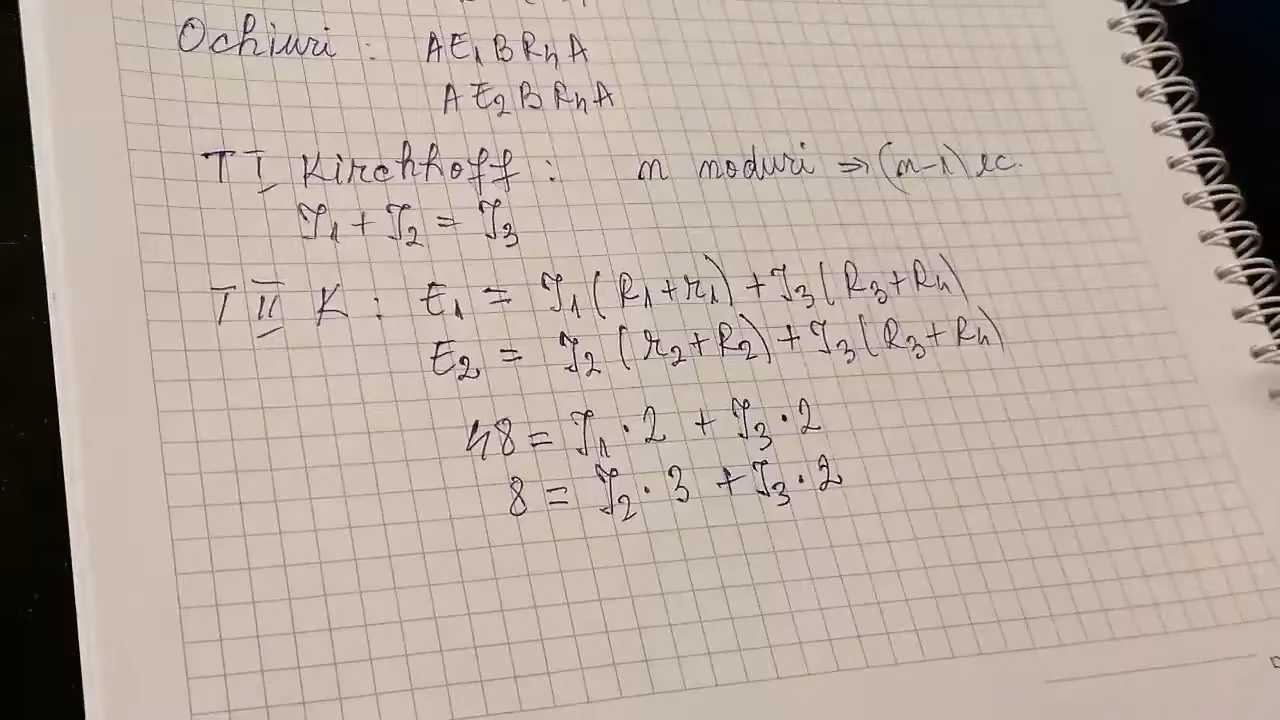 Ochiuri : AE₁BR₄A
AE₂BR₄A
T I Kirchhoff : n noduri ⇒ (n-1) ec.
I₁ + I₂ = I₃
T II K : E₁ = I₁(R₁+r₁) + I₃(R₃+R₄)
E₂ = I₂(r₂+R₂) + I₃(R₃+R₄)
48 = I₁·2 + I₃·2
8 = I₂·3 + I₃·2